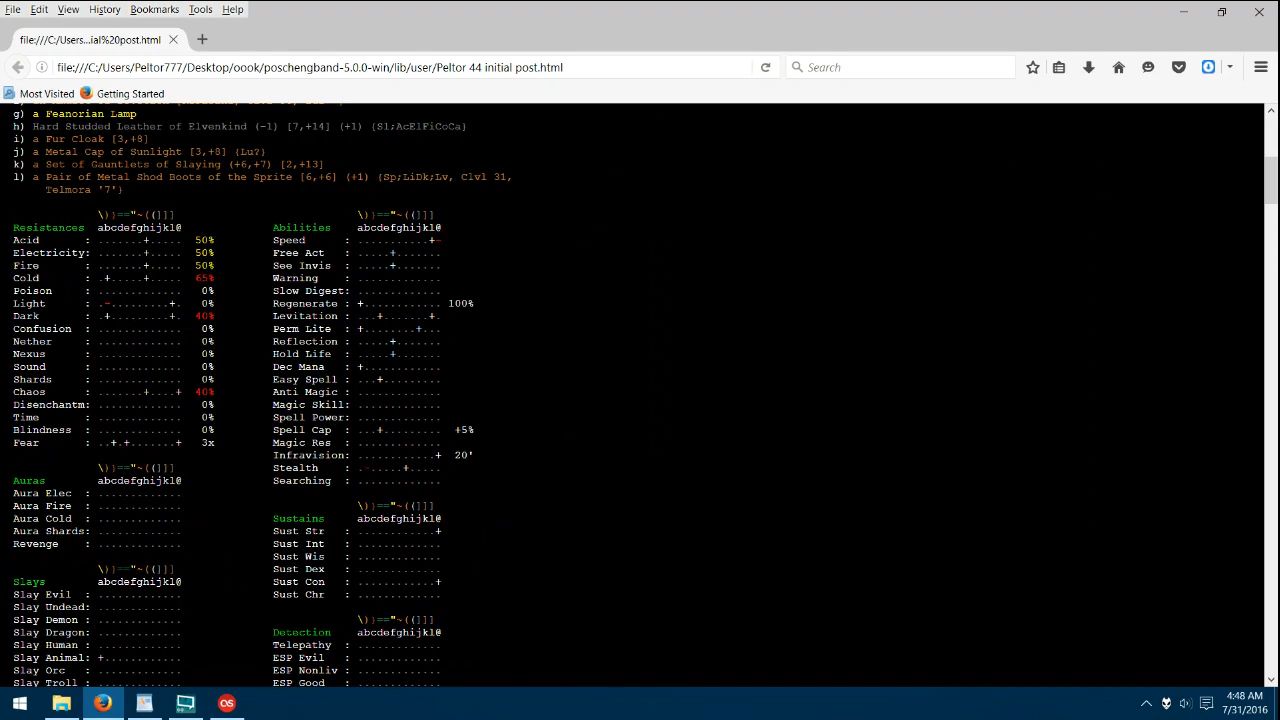 File Edit View History Bookmarks Tools Help
file:///C:/Users...ial%20post.html
file:///C:/Users/Peltor777/Desktop/oook/poschengband-5.0.0-win/lib/user/Peltor 44 initial post.html
Search
Most Visited Getting Started
g) a Feanorian Lamp
h) Hard Studded Leather of Elvenkind (-1) [7,+14] (+1) {Sl;AcElFiCoCa}
i) a Fur Cloak [3,+8]
j) a Metal Cap of Sunlight [3,+8] {Lu?}
k) a Set of Gauntlets of Slaying (+6,+7) [2,+13]
l) a Pair of Metal Shod Boots of the Sprite [6,+6] (+1) {Sp;LiDk;Lv, Clvl 31,
Telmora '7'}
\)}=="~((]]] \)}=="~((]]]
Resistances abcdefghijkl@ Abilities abcdefghijkl@
Acid : .......+..... 50% Speed : ...........+-
Electricity: .......+..... 50% Free Act : .....+.......
Fire : .......+..... 50% See Invis : .....+.......
Cold : .+.....+..... 65% Warning : .............
Poison : ............. 0% Slow Digest: .............
Light : .-.........+. 0% Regenerate : +............ 100%
Dark : .+.........+. 40% Levitation : ...+.......+.
Confusion : ............. 0% Perm Lite : +........+...
Nether : ............. 0% Reflection : .....+.......
Nexus : ............. 0% Hold Life : .....+.......
Sound : ............. 0% Dec Mana : +............
Shards : ............. 0% Easy Spell : ...+.........
Chaos : .......+....+ 40% Anti Magic : .............
Disenchantm: ............. 0% Magic Skill: .............
Time : ............. 0% Spell Power: .............
Blindness : ............. 0% Spell Cap : ...+......... +5%
Fear : ..+.+.......+ 3x Magic Res : .............
Infravision: ............+ 20'
\)}=="~((]]] Stealth : .-.....+.....
Auras abcdefghijkl@ Searching : .............
Aura Elec : .............
Aura Fire : ............. \)}=="~((]]]
Aura Cold : ............. Sustains abcdefghijkl@
Aura Shards: ............. Sust Str : ............+
Revenge : ............. Sust Int : .............
Sust Wis : .............
\)}=="~((]]] Sust Dex : .............
Slays abcdefghijkl@ Sust Con : ............+
Slay Evil : ............. Sust Chr : .............
Slay Undead: .............
Slay Demon : ............. \)}=="~((]]]
Slay Dragon: ............. Detection abcdefghijkl@
Slay Human : ............. Telepathy : .............
Slay Animal: +............ ESP Evil : .............
Slay Orc : ............. ESP Nonliv : .............
Slay Troll : ............. ESP Good : .............
4:48 AM
7/31/2016